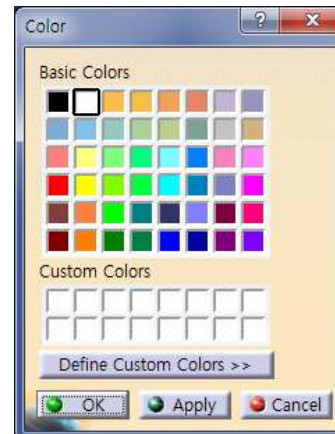 Color
?
Basic Colors
Custom Colors
Define Custom Colors >>
OK Apply Cancel